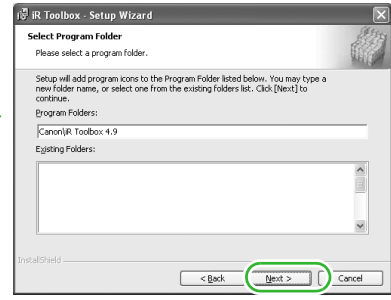 iR Toolbox - Setup Wizard
Select Program Folder
Please select a program folder.
Setup will add program icons to the Program Folder listed below. You may type a
new folder name, or select one from the existing folders list. Click [Next] to
continue.
Program Folders:
Canon\iR Toolbox 4.9
Existing Folders:
InstallShield
< Back
Next >
Cancel